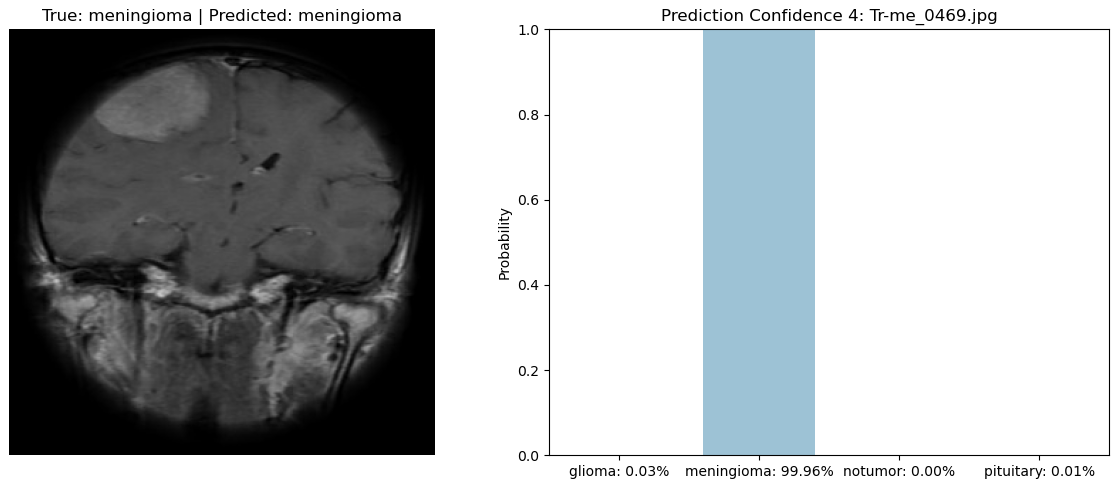 True: meningioma | Predicted: meningioma
Prediction Confidence 4: Tr-me_0469.jpg
Probability
1.0
0.8
0.6
0.4
0.2
0.0
glioma: 0.03%
meningioma: 99.96%
notumor: 0.00%
pituitary: 0.01%